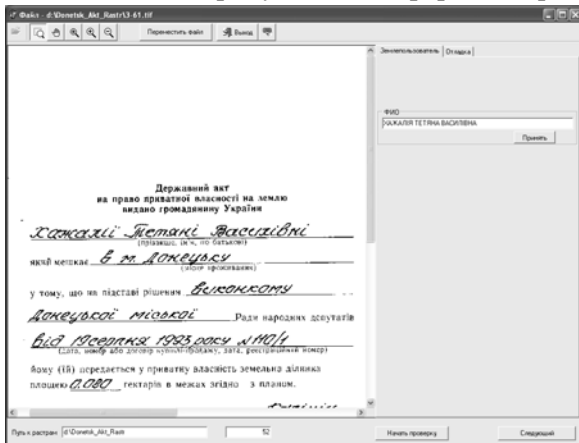 Файл - d:\Donetsk_Akt_Rastr\3-61.tif
Переместить файл
Выход
Землепользователь
Отладка
ФИО
ХАЖАЛІЯ ТЕТЯНА ВАСИЛІВНА
Принять
Державний акт
на право приватної власності на землю
видано громадянину України
Хажалії Тетяні Василівні
(прізвище, ім'я, по батькові)
який мешкає в м. Донецьку
(місце проживання)
у тому, що на підставі рішення виконкому
Донецької міської Ради народних депутатів
від 19 серпня 1993 року №110/1
(дата, номер або договір купівлі-продажу, дата, реєстраційний номер)
йому (їй) передається у приватну власність земельна ділянка
площею 0,080 гектарів в межах згідно з планом.
Путь к растрам
d:\Donetsk_Akt_Rastr
52
Начать проверку
Следующий